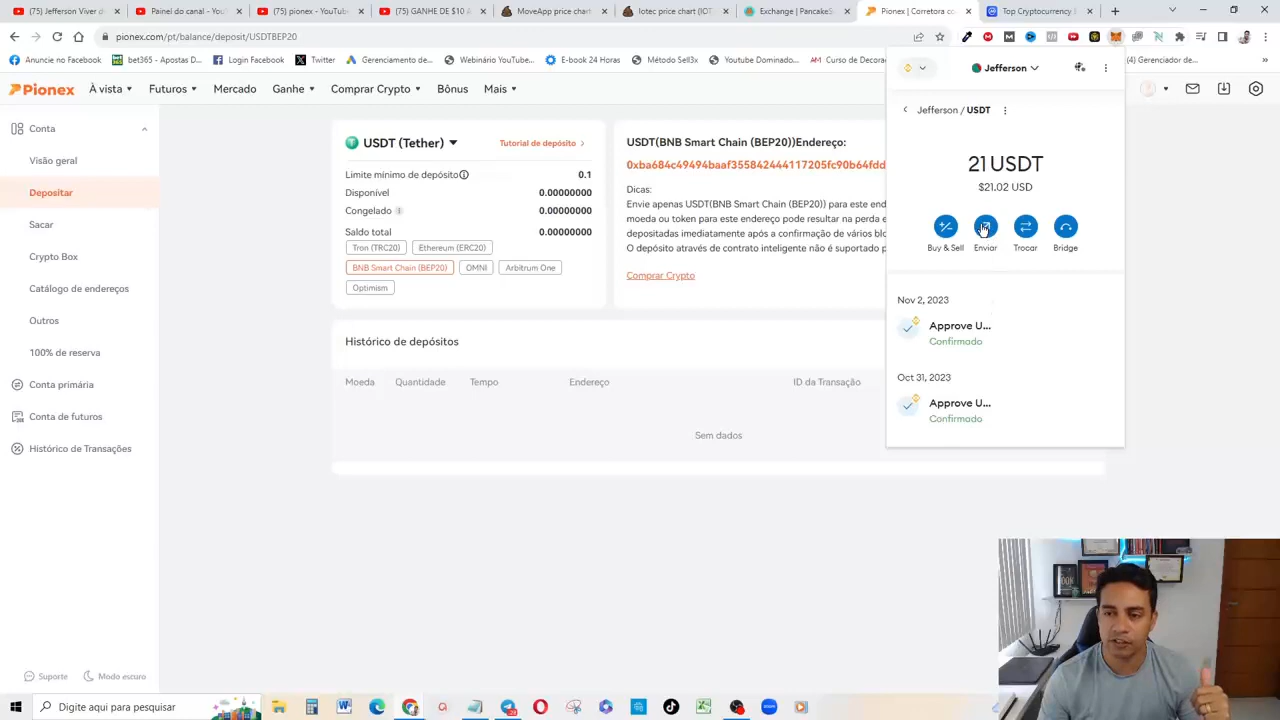 (75) Jefferson Viver d
Painel do canal - YouTu
(75) pionex - YouTube
(75) GANHE DE $10 A
MoveApp price chart
Iotec price chart (IOT
Exchange | PancakeS
Pionex | Corretora co
Top Cryptocurrency
pionex.com/pt/balance/deposit/USDTBEP20
Anuncie no Facebook
bet365 - Apostas D...
Login Facebook
Twitter
Gerenciamento de...
Webinário YouTube...
E-book 24 Horas
Método Sell3x
Youtube Dominado...
AM Curso de Decora
(4) Gerenciador de...
Pionex
À vista
Futuros
Mercado
Ganhe
Comprar Crypto
Bônus
Mais
Jefferson
Conta
Visão geral
Depositar
Sacar
Crypto Box
Catálogo de endereços
Outros
100% de reserva
Conta primária
Conta de futuros
Histórico de Transações
Suporte
Modo escuro
USDT (Tether)
Tutorial de depósito
Limite mínimo de depósito
0.1
Disponível
0.00000000
Congelado
0.00000000
Saldo total
0.00000000
Tron (TRC20)
Ethereum (ERC20)
BNB Smart Chain (BEP20)
OMNI
Arbitrum One
Optimism
USDT(BNB Smart Chain (BEP20))Endereço:
0xba684c49494baaf355842444117205fc90b64fdd
Dicas:
Envie apenas USDT(BNB Smart Chain (BEP20)) para este end
moeda ou token para este endereço pode resultar na perda e
depositadas imediatamente após a confirmação de vários blo
O depósito através de contrato inteligente não é suportado p
Comprar Crypto
Histórico de depósitos
Moeda
Quantidade
Tempo
Endereço
ID da Transação
Sem dados
Jefferson / USDT
21 USDT
$21.02 USD
Buy & Sell
Enviar
Trocar
Bridge
Nov 2, 2023
Approve U...
Confirmado
Oct 31, 2023
Approve U...
Confirmado
Digite aqui para pesquisar